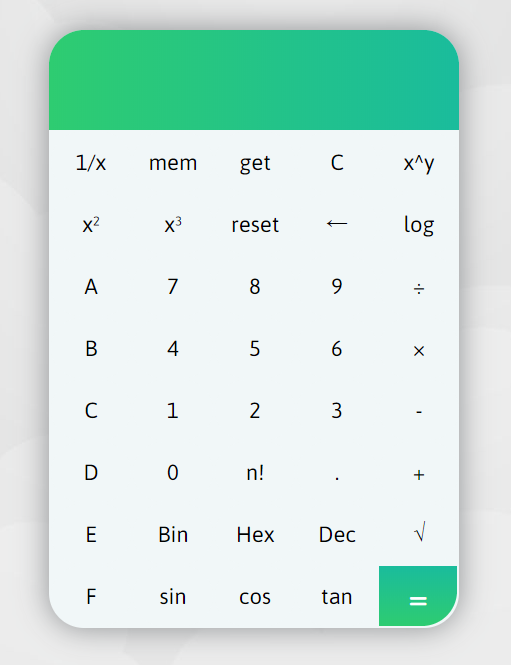 1/x mem get C x^y
x² x³ reset ← log
A 7 8 9 ÷
B 4 5 6 ×
C 1 2 3 -
D 0 n! . +
E Bin Hex Dec √
F sin cos tan =